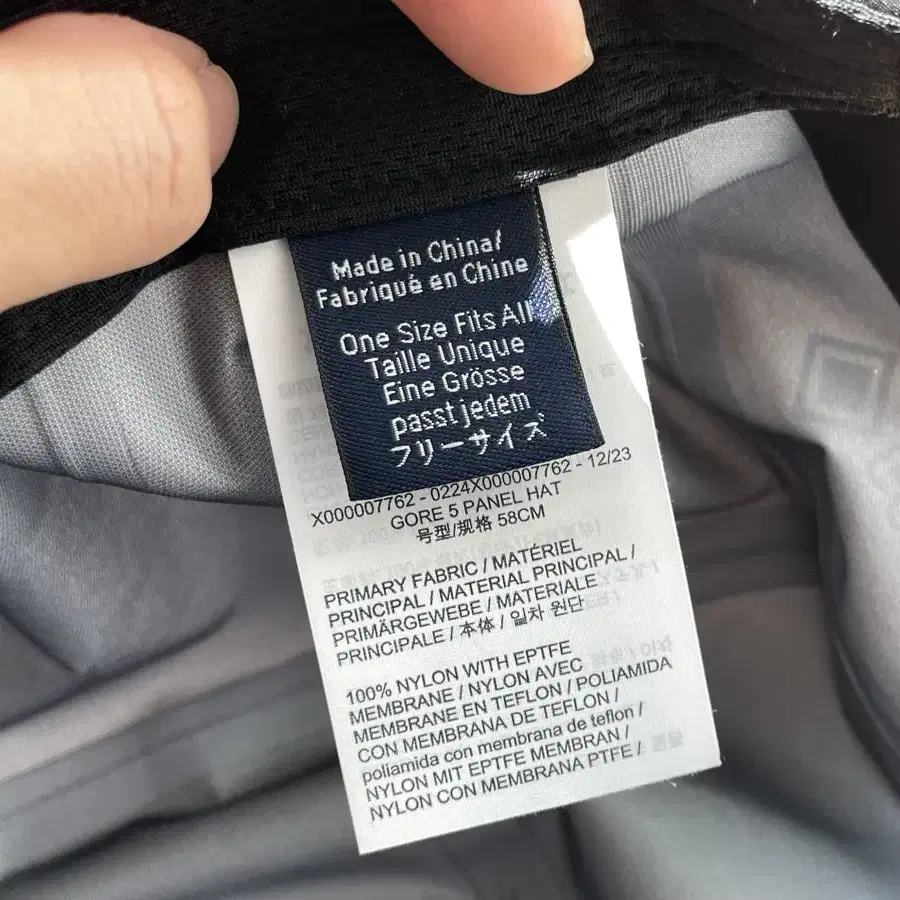 Made in China/
Fabriqué en Chine
One Size Fits All
Taille Unique
Eine Grösse
passt jedem
フリーサイズ
X000007762 - 0224X000007762 - 12/23
GORE 5 PANEL HAT
号型/规格 58CM
PRIMARY FABRIC / MATÉRIEL
PRINCIPAL / MATERIAL PRINCIPAL /
PRIMÄRGEWEBE / MATERIALE
PRINCIPALE / 本体 / 일차 원단
100% NYLON WITH EPTFE
MEMBRANE / NYLON AVEC
MEMBRANE EN TEFLON / POLIAMIDA
CON MEMBRANA DE TEFLON /
poliamida com membrana de teflon /
NYLON MIT EPTFE MEMBRAN /
NYLON CON MEMBRANA PTFE /